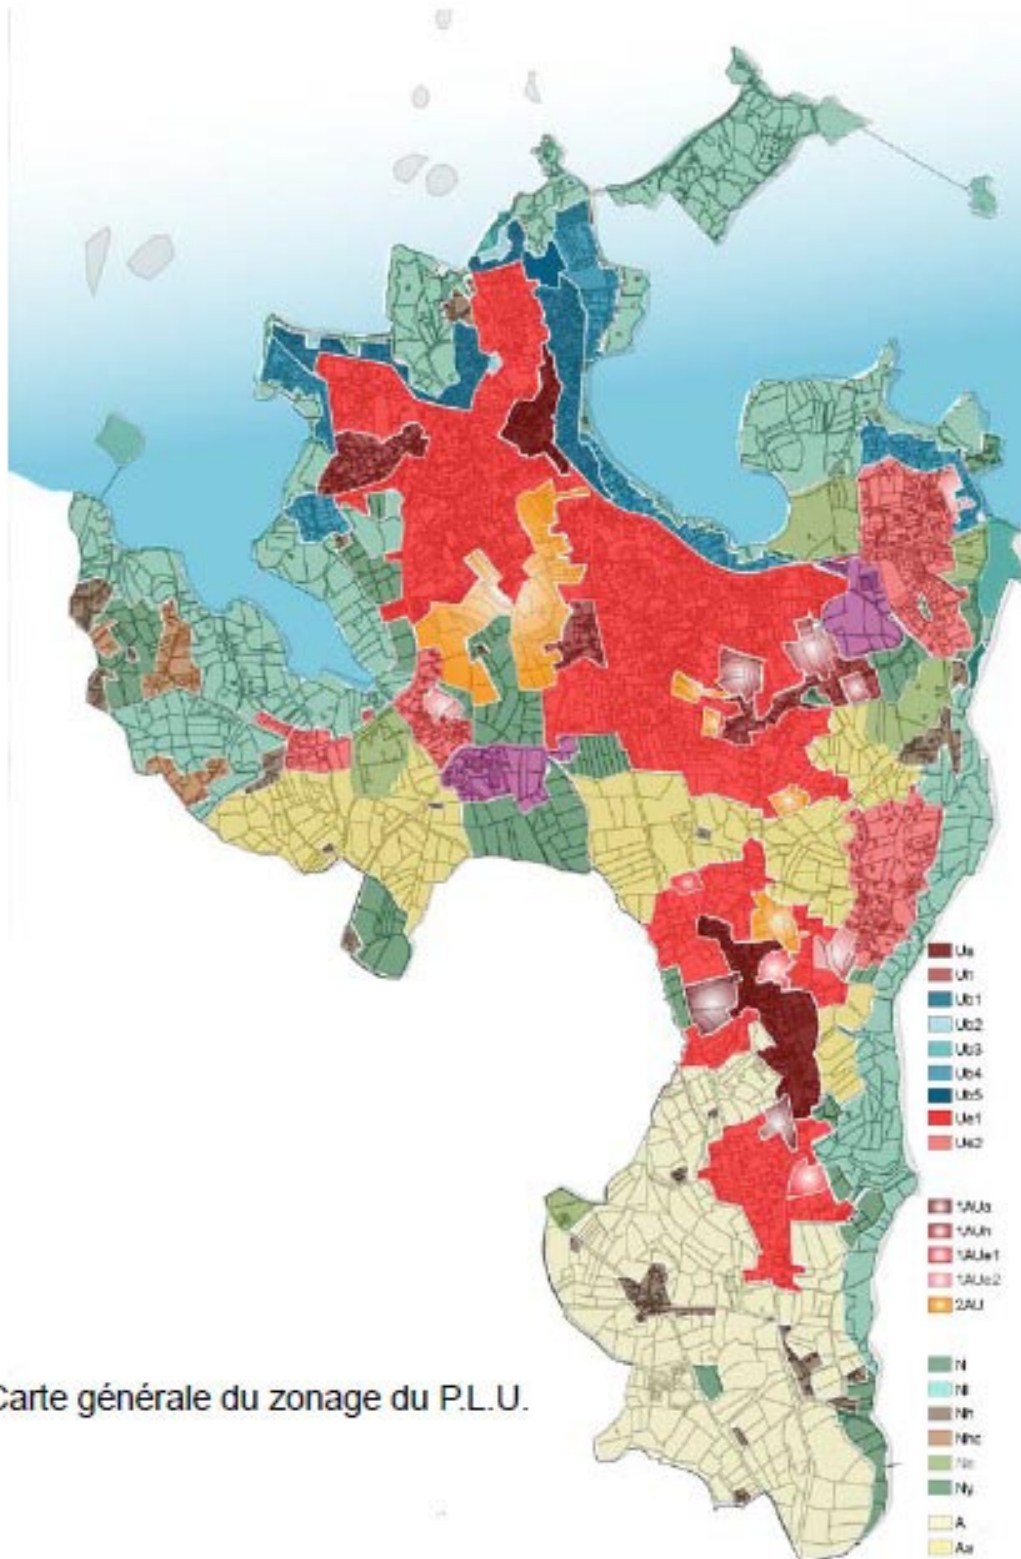 Carte générale du zonage du P.L.U.
Ua
Uh
Ub1
Ub2
Ub3
Ub4
Ub5
Ue1
Ue2
1AUa
1AUh
1AUe1
1AUe2
2AU
N
Nl
Nh
Nhc
Ny
A
Aa